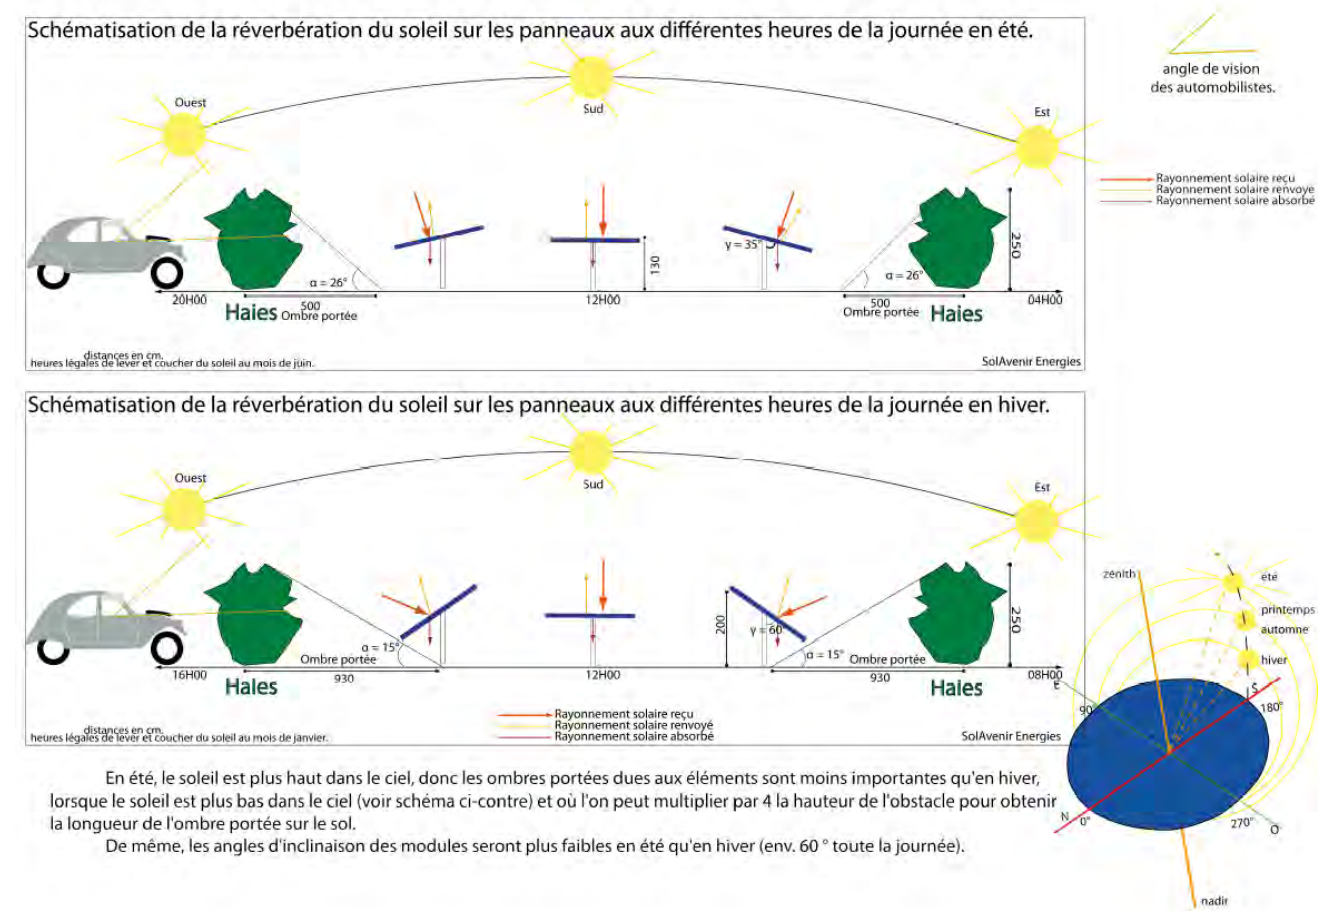 Schématisation de la réverbération du soleil sur les panneaux aux différentes heures de la journée en été.
Ouest
Sud
Est
γ = 35°
α = 26°
α = 26°
130
250
20H00
500
12H00
500
04H00
Haies
Ombre portée
Ombre portée
Haies
distances en cm.
heures légales de lever et coucher du soleil au mois de juin.
SolAvenir Energies
angle de vision
des automobilistes.
Rayonnement solaire reçu
Rayonnement solaire renvoye
Rayonnement solaire absorbé
Schématisation de la réverbération du soleil sur les panneaux aux différentes heures de la journée en hiver.
Ouest
Sud
Est
200
250
γ = 60
α = 15°
α = 15°
Ombre portée
Ombre portée
16H00
930
12H00
930
08H00
Haies
Haies
Rayonnement solaire reçu
Rayonnement solaire renvoyé
Rayonnement solaire absorbé
distances en cm.
heures légales de lever et coucher du soleil au mois de janvier.
SolAvenir Energies
zénith
été
printemps
automne
hiver
E
S
90
180°
N
0°
270°
O
nadir
En été, le soleil est plus haut dans le ciel, donc les ombres portées dues aux éléments sont moins importantes qu'en hiver,
lorsque le soleil est plus bas dans le ciel (voir schéma ci-contre) et où l'on peut multiplier par 4 la hauteur de l'obstacle pour obtenir
la longueur de l'ombre portée sur le sol.
De même, les angles d'inclinaison des modules seront plus faibles en été qu'en hiver (env. 60 ° toute la journée).